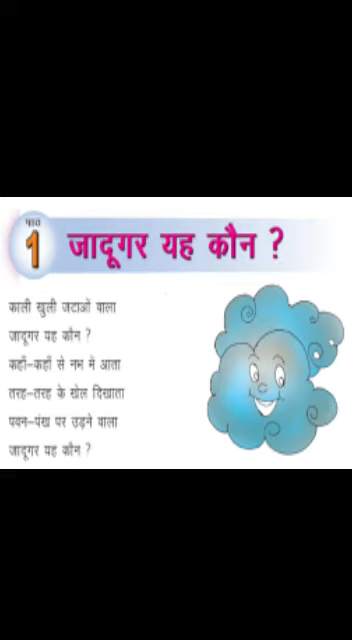 पाठ
1
जादूगर यह कौन ?
काली खुली जटाओं वाला
जादूगर यह कौन ?
कहाँ-कहाँ से नभ में आता
तरह-तरह के खेल दिखाता
पवन-पंख पर उड़ने वाला
जादूगर यह कौन ?